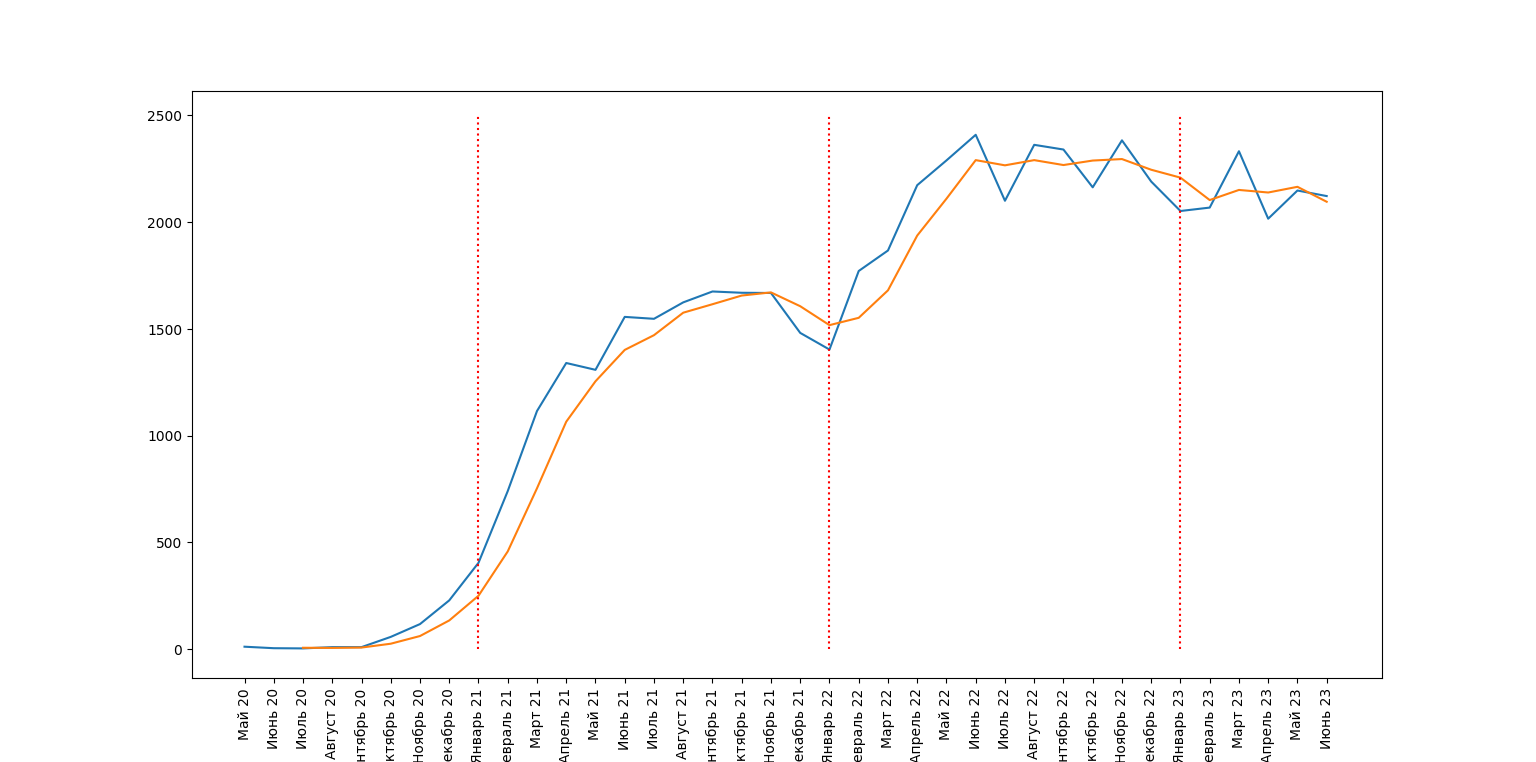 2500
2000
1500
1000
500
0
Май 20
Июнь 20
Июль 20
Август 20
нтябрь 20
ктябрь 20
Ноябрь 20
екабрь 20
Январь 21
евраль 21
Март 21
Апрель 21
Май 21
Июнь 21
Июль 21
Август 21
нтябрь 21
ктябрь 21
Ноябрь 21
екабрь 21
Январь 22
евраль 22
Март 22
Апрель 22
Май 22
Июнь 22
Июль 22
Август 22
нтябрь 22
ктябрь 22
Ноябрь 22
екабрь 22
Январь 23
евраль 23
Март 23
Апрель 23
Май 23
Июнь 23